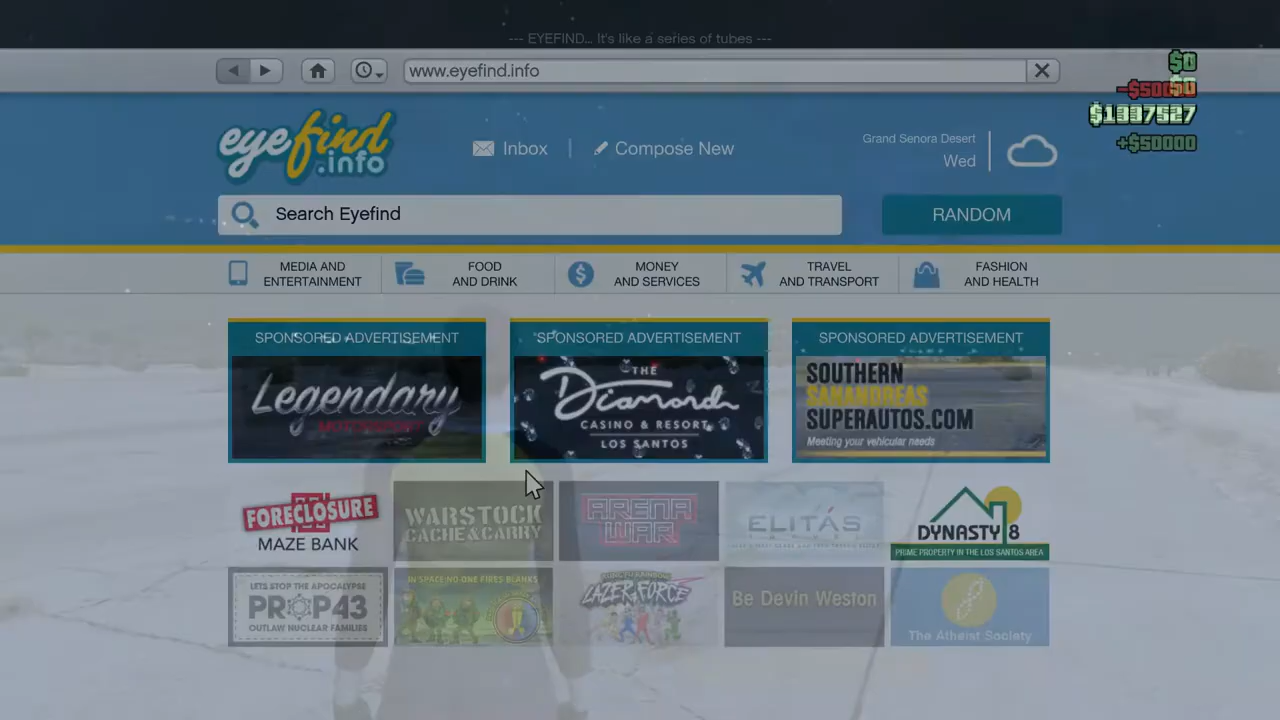 --- EYEFIND... It's like a series of tubes ---
www.eyefind.info
$0
$0
$1307527
+$50000
eyefind
.info
Inbox
Compose New
Grand Senora Desert
Wed
Search Eyefind
RANDOM
MEDIA AND
ENTERTAINMENT
FOOD
AND DRINK
MONEY
AND SERVICES
TRAVEL
AND TRANSPORT
FASHION
AND HEALTH
SPONSORED ADVERTISEMENT
Legendary
MOTORSPORT
SPONSORED ADVERTISEMENT
THE
Diamond
CASINO & RESORT
LOS SANTOS
SPONSORED ADVERTISEMENT
SOUTHERN
SANANDREAS
SUPERAUTOS.COM
Meeting your vehicular needs
FORECLOSURE
MAZE BANK
WARSTOCK
CACHE & CARRY
ARENA
WAR
ELITÁS
DYNASTY 8
PRIME PROPERTY IN THE LOS SANTOS AREA
LETS STOP THE APOCALYPSE
PROP43
OUTLAW NUCLEAR FAMILIES
IN SPACE NO ONE FIRES BLANKS
LAZER FORCE
Be Devin Weston
The Atheist Society